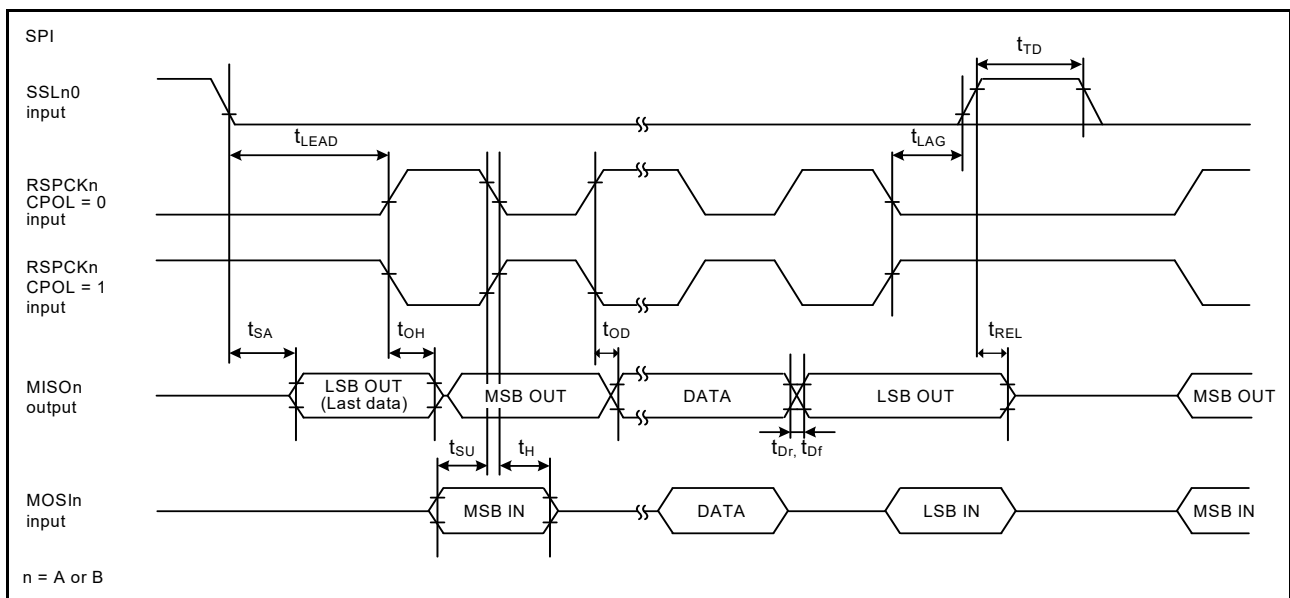 SPI
tTD
SSLn0
input
tLEAD
tLAG
RSPCKn
CPOL = 0
input
RSPCKn
CPOL = 1
input
tSA
tOH
tOD
tREL
MISOn
output
LSB OUT
(Last data)
MSB OUT
DATA
LSB OUT
MSB OUT
tSU
tH
tDr, tDf
MOSIn
input
MSB IN
DATA
LSB IN
MSB IN
n = A or B